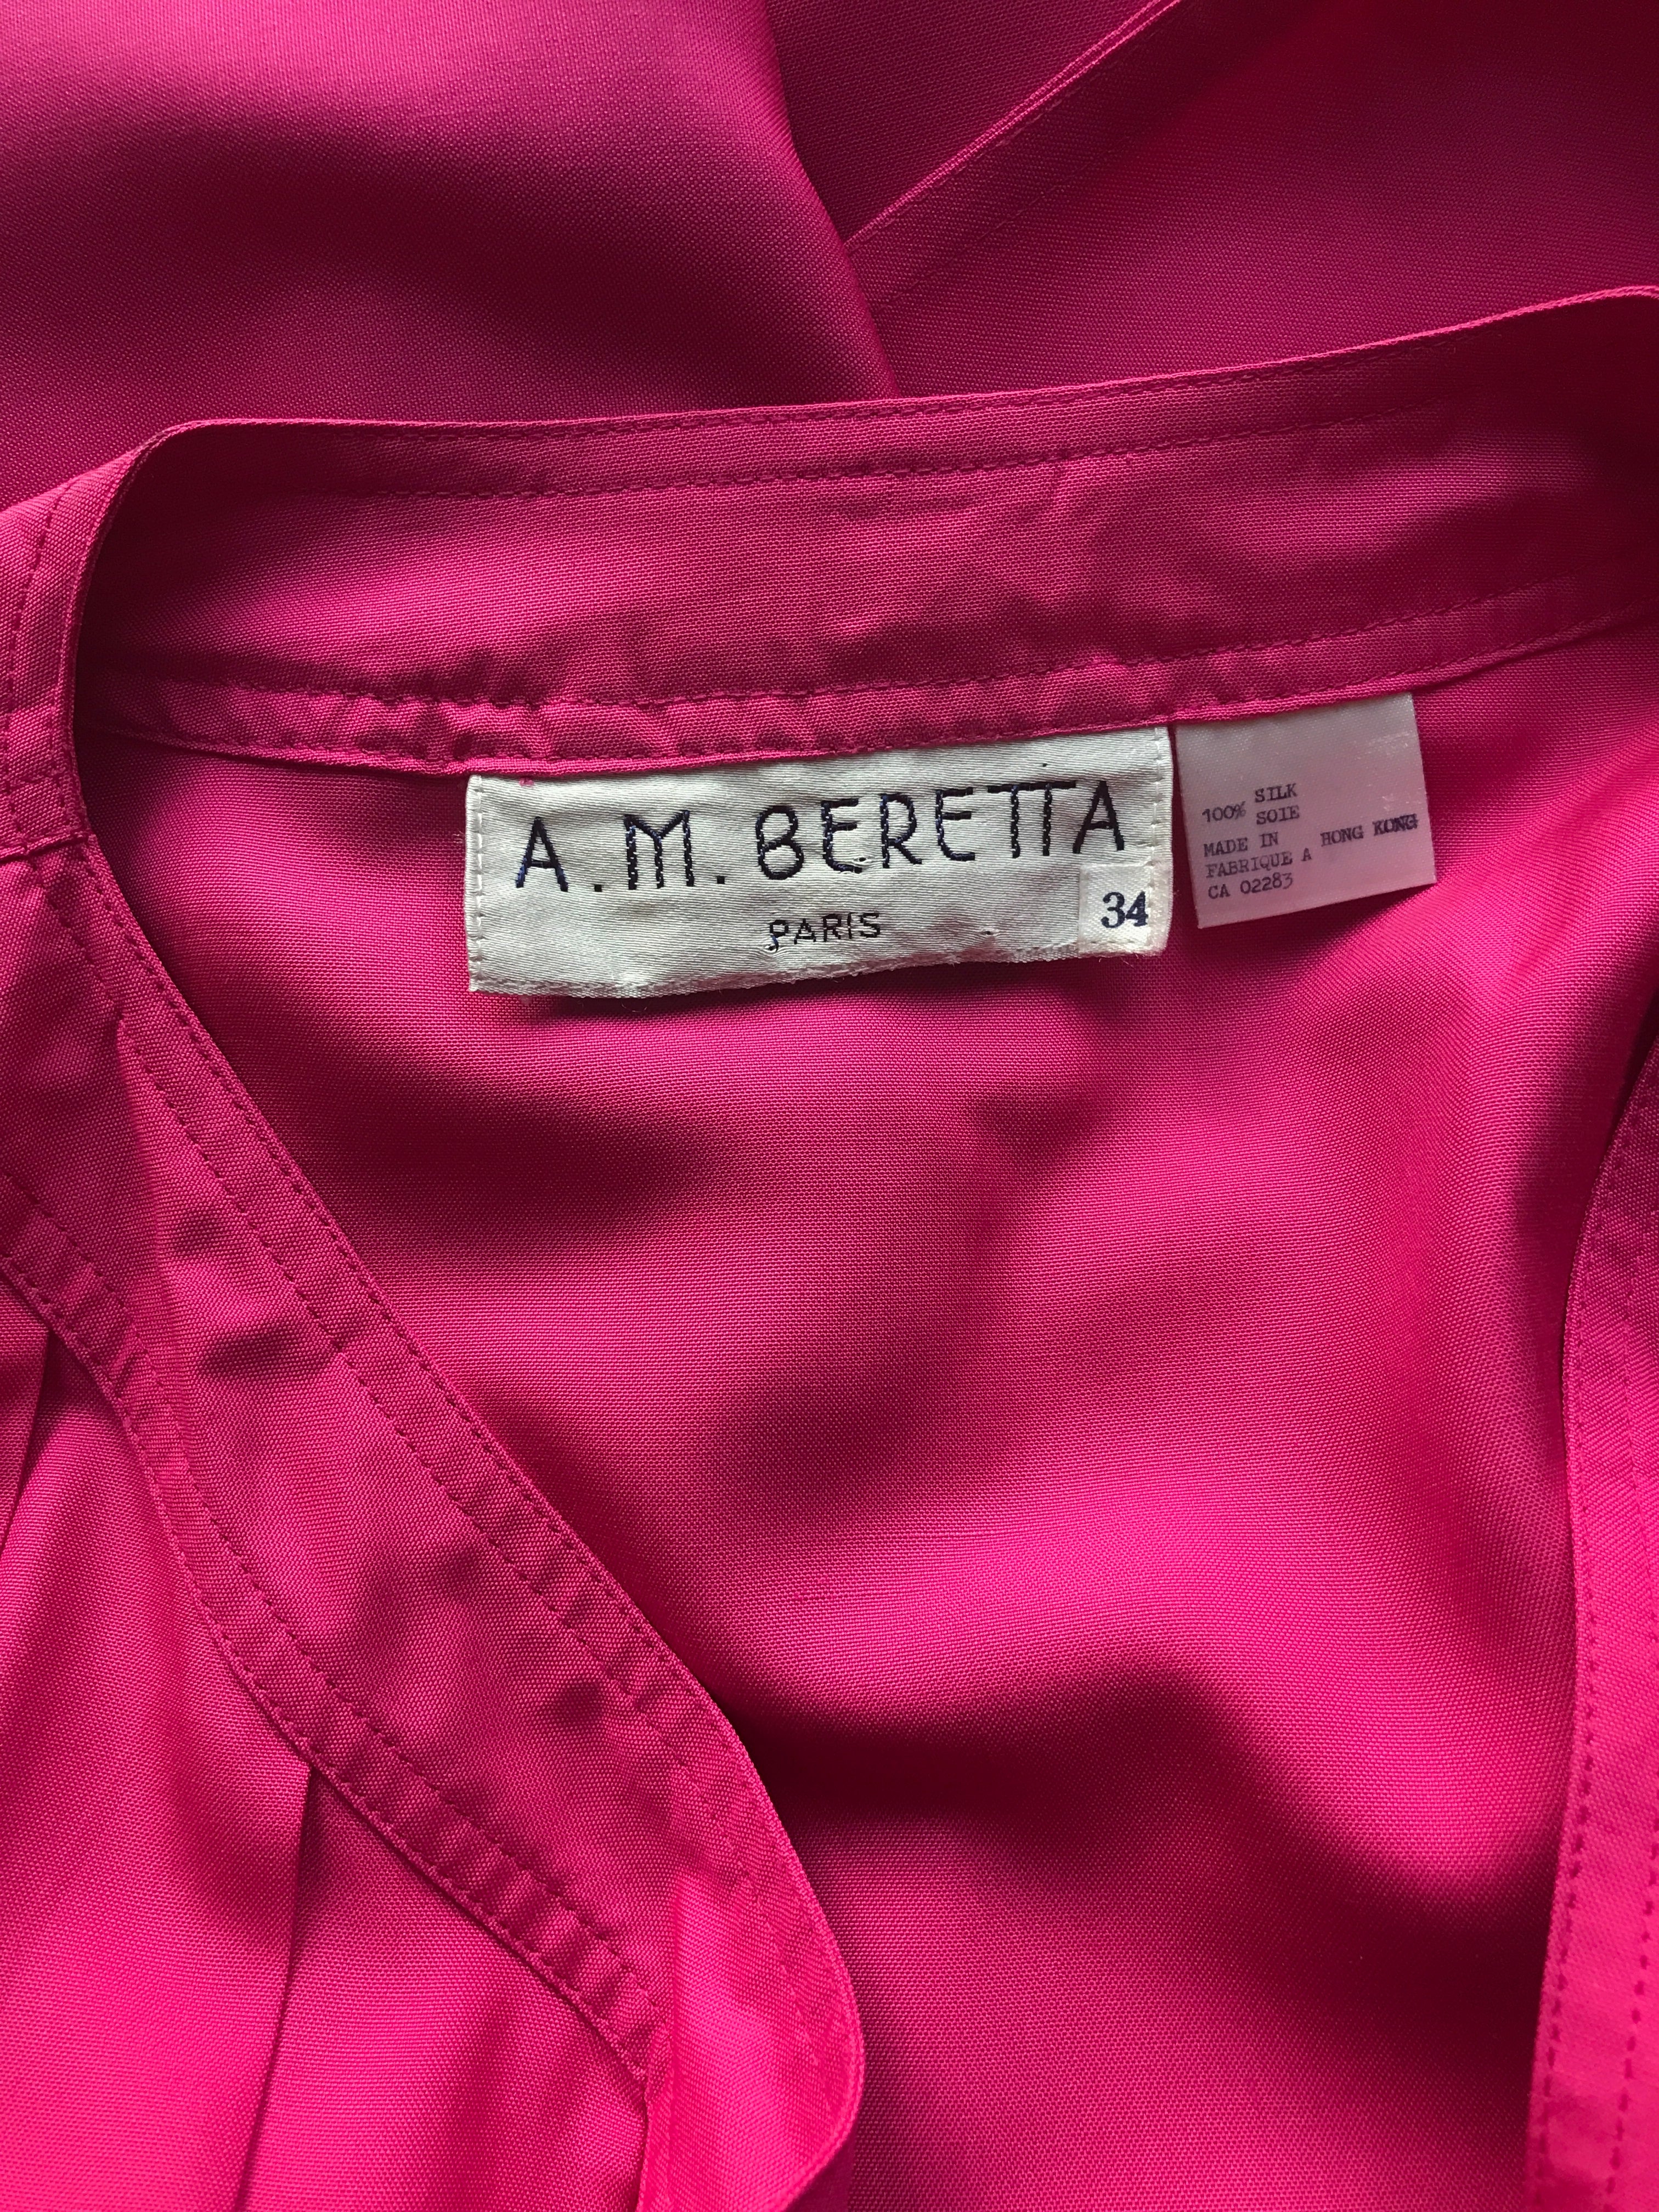 A.M. BERETTA
PARIS
34
100% SILK
SOIE
MADE IN HONG KONG
FABRIQUE A
CA 02283